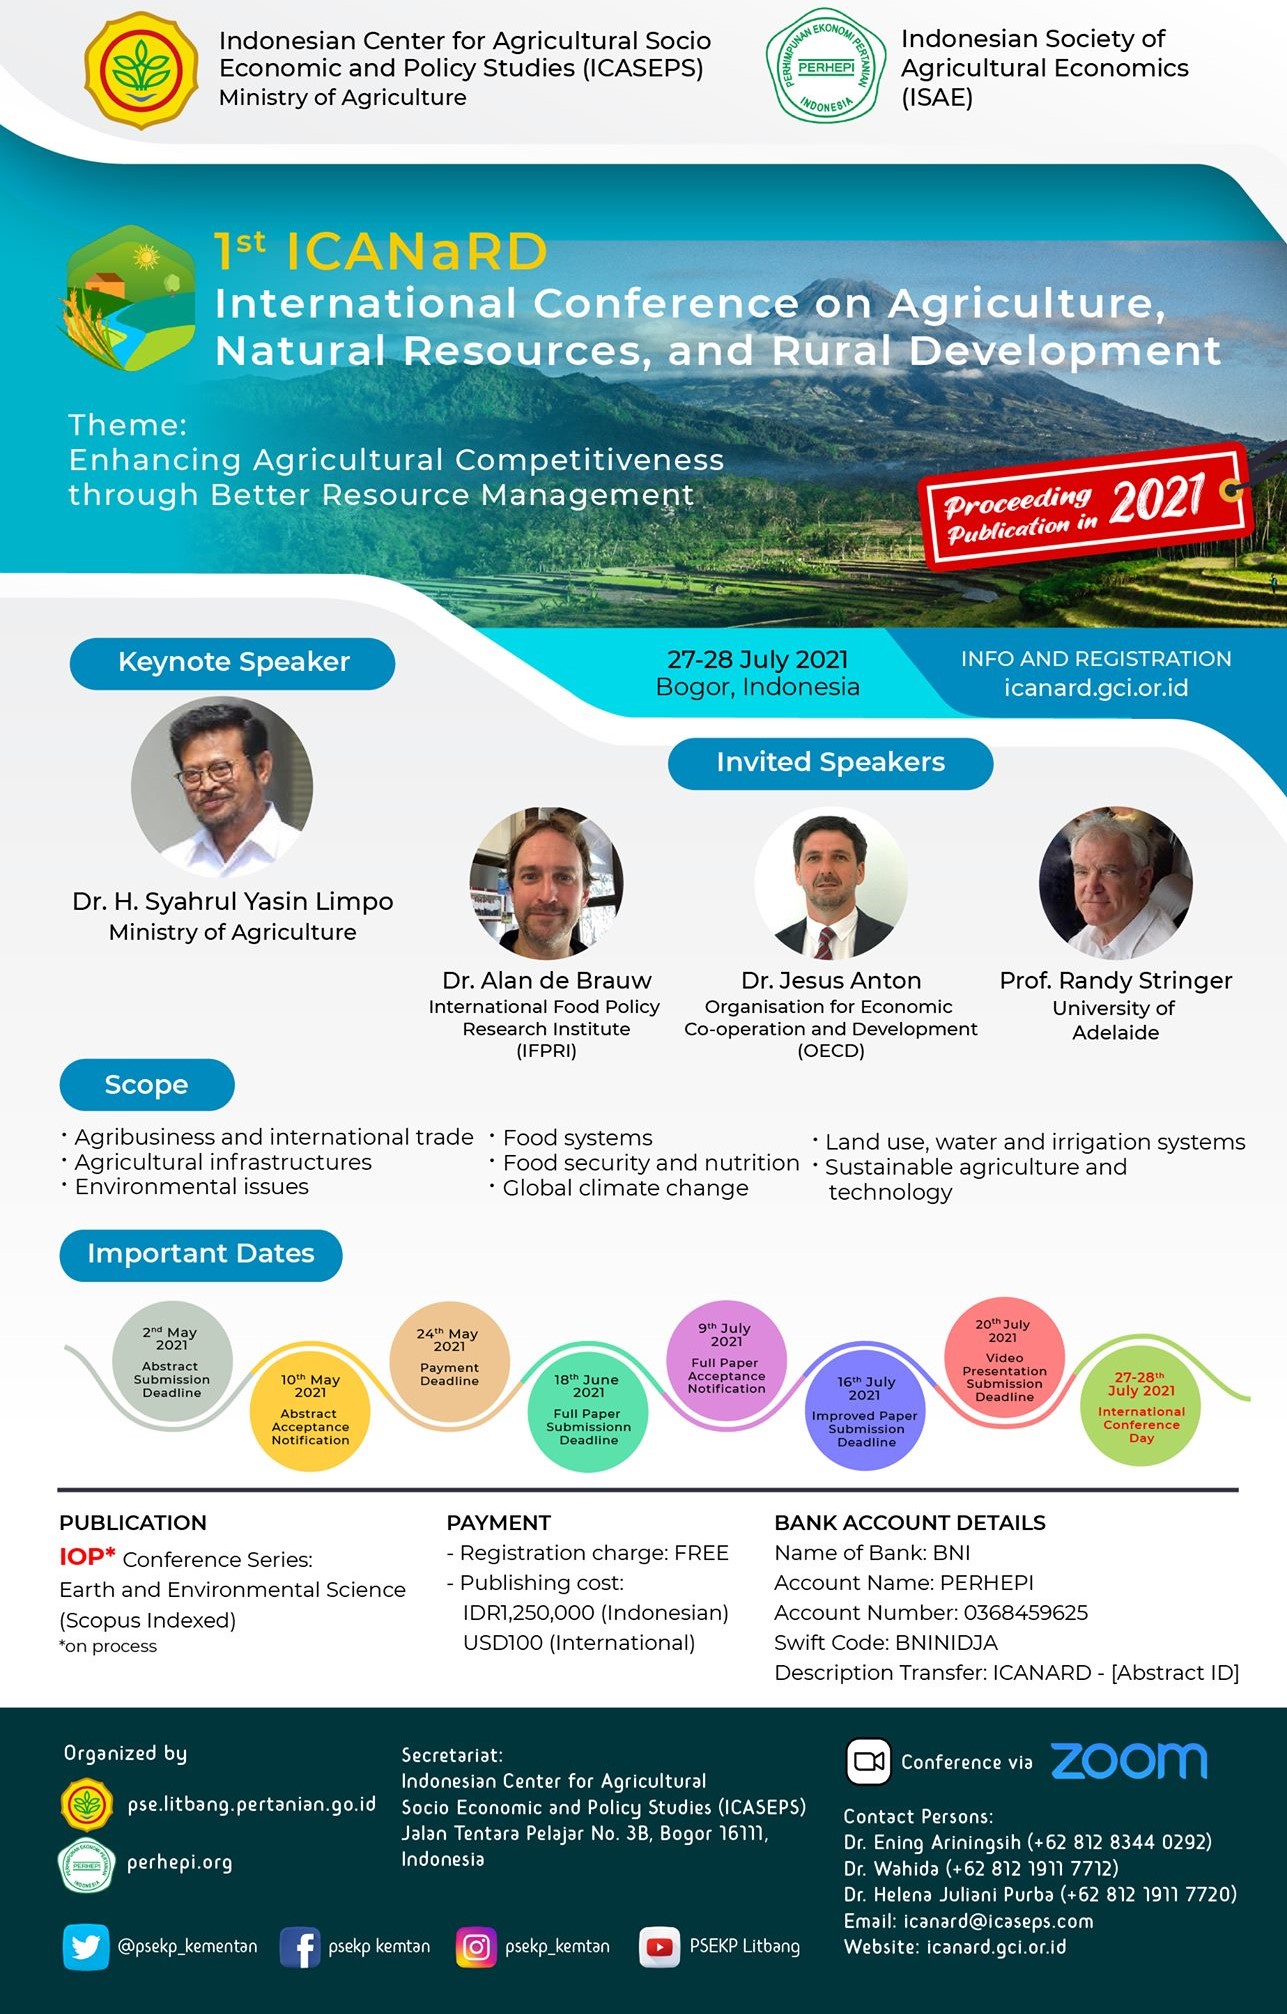 Indonesian Center for Agricultural Socio
Economic and Policy Studies (ICASEPS)
Ministry of Agriculture
PERHIMPUNAN EKONOMI PERTANIAN
PERHEPI
INDONESIA
Indonesian Society of
Agricultural Economics
(ISAE)
1st ICANaRD
International Conference on Agriculture,
Natural Resources, and Rural Development
Theme:
Enhancing Agricultural Competitiveness
through Better Resource Management
Proceeding
Publication in 2021
27-28 July 2021
Bogor, Indonesia
INFO AND REGISTRATION
icanard.gci.or.id
Keynote Speaker
Dr. H. Syahrul Yasin Limpo
Ministry of Agriculture
Invited Speakers
Dr. Alan de Brauw
International Food Policy
Research Institute
(IFPRI)
Dr. Jesus Anton
Organisation for Economic
Co-operation and Development
(OECD)
Prof. Randy Stringer
University of
Adelaide
Scope
· Agribusiness and international trade
· Agricultural infrastructures
· Environmental issues
· Food systems
· Food security and nutrition
· Global climate change
· Land use, water and irrigation systems
· Sustainable agriculture and
technology
Important Dates
2nd May
2021
Abstract
Submission
Deadline
10th May
2021
Abstract
Acceptance
Notification
24th May
2021
Payment
Deadline
18th June
2021
Full Paper
Submissionn
Deadline
9th July
2021
Full Paper
Acceptance
Notification
16th July
2021
Improved Paper
Submission
Deadline
20th July
2021
Video
Presentation
Submission
Deadline
27-28th
July 2021
International
Conference
Day
PUBLICATION
IOP* Conference Series:
Earth and Environmental Science
(Scopus Indexed)
*on process
PAYMENT
- Registration charge: FREE
- Publishing cost:
IDR1,250,000 (Indonesian)
USD100 (International)
BANK ACCOUNT DETAILS
Name of Bank: BNI
Account Name: PERHEPI
Account Number: 0368459625
Swift Code: BNINIDJA
Description Transfer: ICANARD - [Abstract ID]
Organized by
pse.litbang.pertanian.go.id
PERHIMPUNAN EKONOMI PERTANIAN
PERHEPI
INDONESIA
perhepi.org
Secretariat:
Indonesian Center for Agricultural
Socio Economic and Policy Studies (ICASEPS)
Jalan Tentara Pelajar No. 3B, Bogor 16111,
Indonesia
@psekp_kementan
psekp kemtan
psekp_kemtan
PSEKP Litbang
Conference via zoom
Contact Persons:
Dr. Ening Ariningsih (+62 812 8344 0292)
Dr. Wahida (+62 812 1911 7712)
Dr. Helena Juliani Purba (+62 812 1911 7720)
Email: icanard@icaseps.com
Website: icanard.gci.or.id